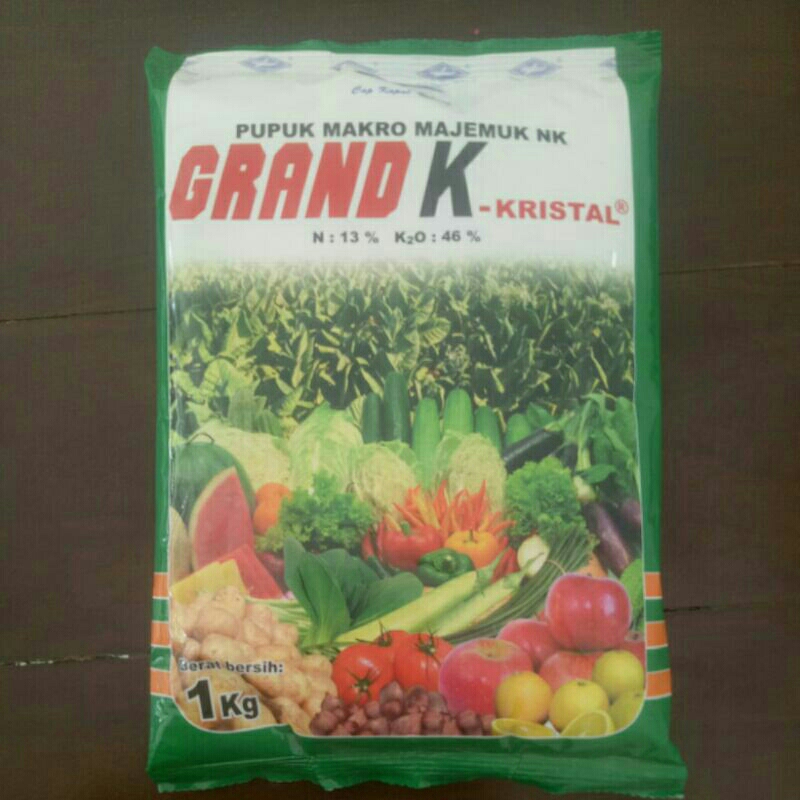 Cap Kapal
PUPUK MAKRO MAJEMUK NK
GRAND K - KRISTAL®
N : 13 % K₂O : 46 %
Berat bersih:
1 Kg